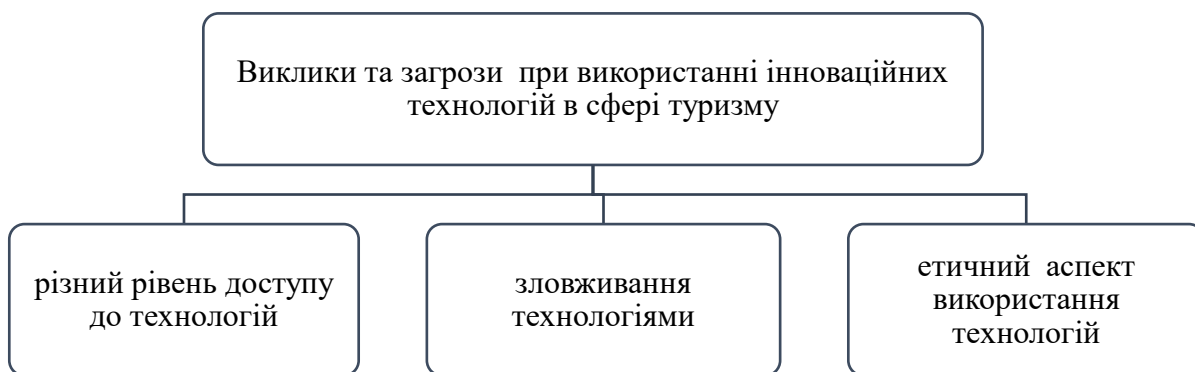 Виклики та загрози при використанні інноваційних
технологій в сфері туризму
різний рівень доступу
до технологій
зловживання
технологіями
етичний аспект
використання
технологій